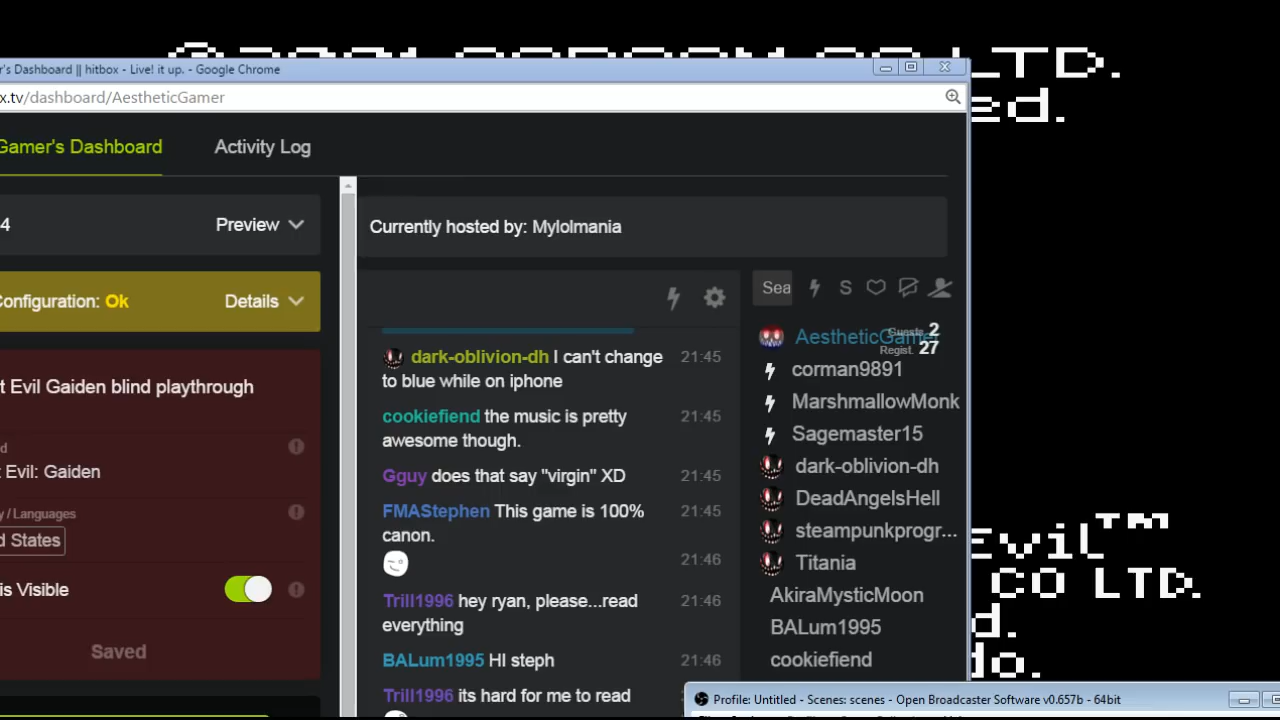 LTD.
r's Dashboard || hitbox - Live! it up. - Google Chrome
x.tv/dashboard/AestheticGamer
ed.
Gamer's Dashboard Activity Log
4 Preview
Currently hosted by: Mylolmania
Configuration: Ok Details
Sea S
Guests 2
AestheticGamer
Regist. 27
dark-oblivion-dh I can't change 21:45
to blue while on iphone
corman9891
t Evil Gaiden blind playthrough
MarshmallowMonk
cookiefiend the music is pretty 21:45
awesome though.
Sagemaster15
d
t Evil: Gaiden
dark-oblivion-dh
Gguy does that say "virgin" XD 21:45
DeadAngelsHell
y / Languages
d States
FMAStephen This game is 100% 21:45
canon.
steampunkprogr...
Evil™
21:46
Titania
CO LTD.
is Visible
Trill1996 hey ryan, please...read 21:46
everything
AkiraMysticMoon
BALum1995
d.
Saved
BALum1995 HI steph 21:46
cookiefiend
do.
Trill1996 its hard for me to read
Profile: Untitled - Scenes: scenes - Open Broadcaster Software v0.657b - 64bit